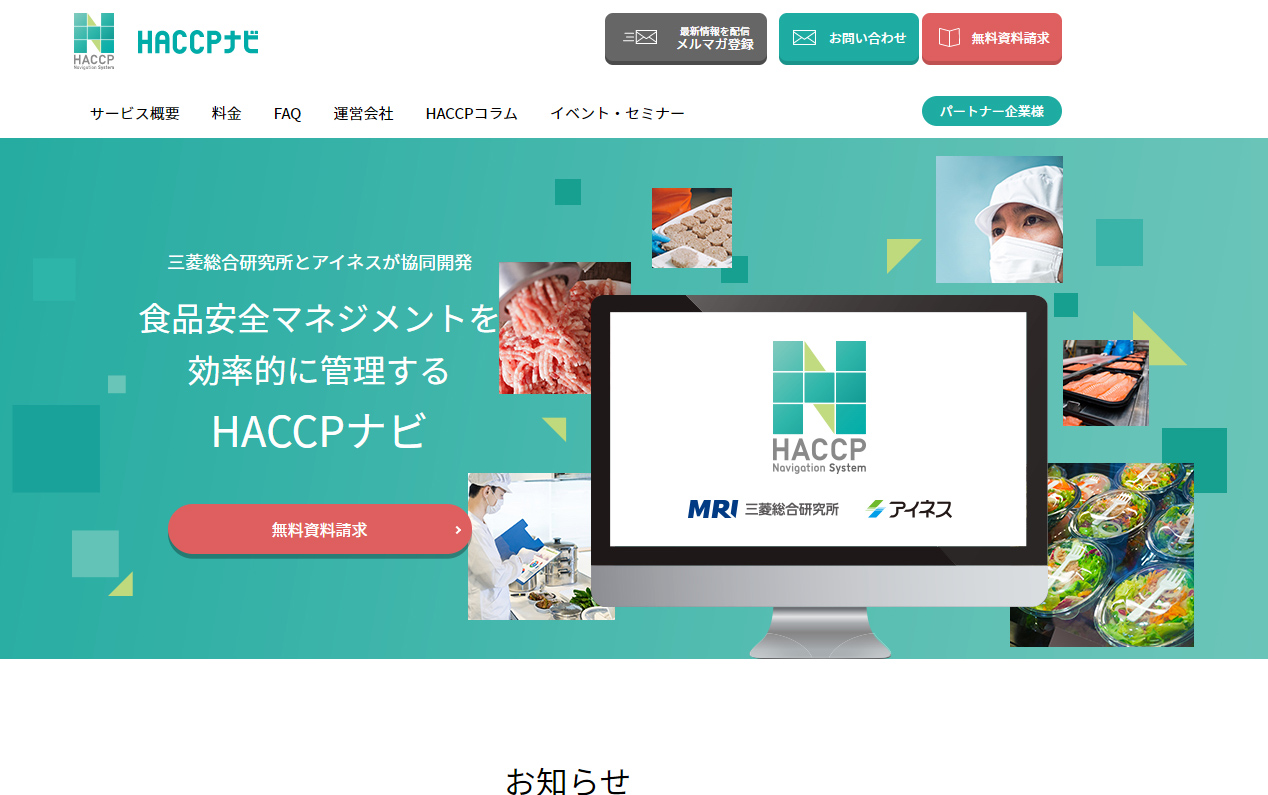 HACCP
Navigation System
HACCPナビ
最新情報を配信
メルマガ登録
お問い合わせ
無料資料請求
サービス概要
料金
FAQ
運営会社
HACCPコラム
イベント・セミナー
パートナー企業様
三菱総合研究所とアイネスが協同開発
食品安全マネジメントを
効率的に管理する
HACCPナビ
無料資料請求
HACCP
Navigation System
MRI 三菱総合研究所
アイネス
お知らせ